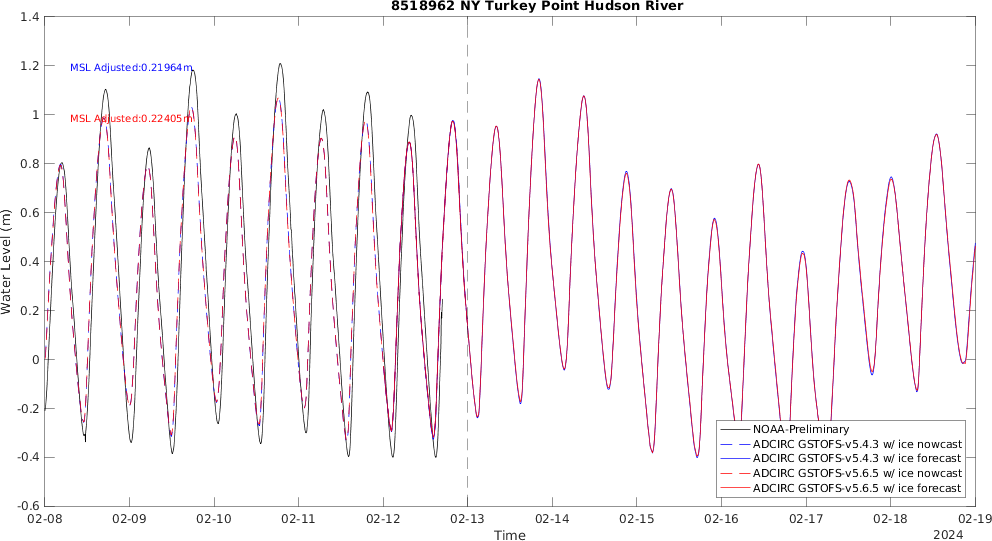 8518962 NY Turkey Point Hudson River
1.4
1.2
1
0.8
0.6
0.4
0.2
0
-0.2
-0.4
-0.6
Water Level (m)
MSL Adjusted:0.21964m
MSL Adjusted:0.22405m
NOAA-Preliminary
ADCIRC GSTOFS-v5.4.3 w/ ice nowcast
ADCIRC GSTOFS-v5.4.3 w/ ice forecast
ADCIRC GSTOFS-v5.6.5 w/ ice nowcast
ADCIRC GSTOFS-v5.6.5 w/ ice forecast
02-08 02-09 02-10 02-11 02-12 02-13 02-14 02-15 02-16 02-17 02-18 02-19
Time
2024